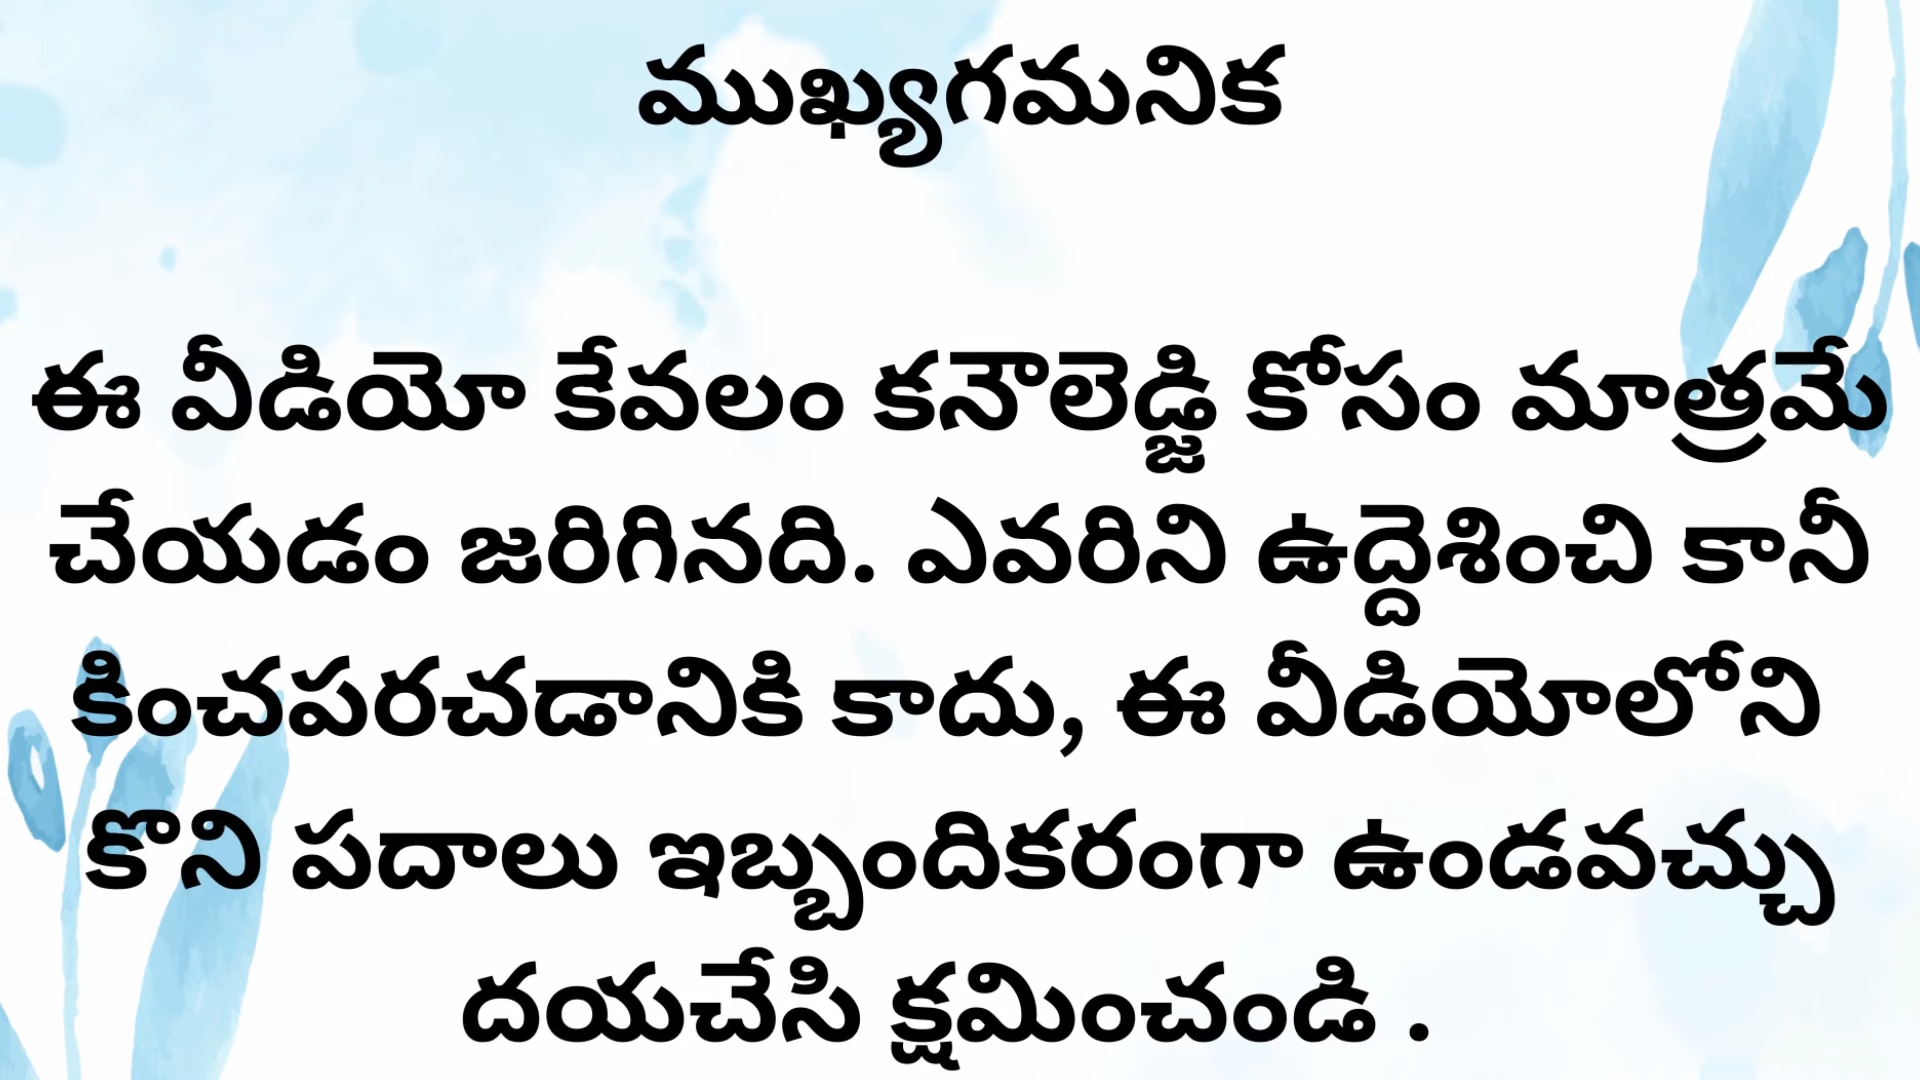 ముఖ్యగమనిక
ఈ వీడియో కేవలం కనౌలెడ్జి కోసం మాత్రమే
చేయడం జరిగినది. ఎవరిని ఉద్దెశించి కానీ
కించపరచడానికి కాదు, ఈ వీడియోలోని
కొని పదాలు ఇబ్బందికరంగా ఉండవచ్చు
దయచేసి క్షమించండి .